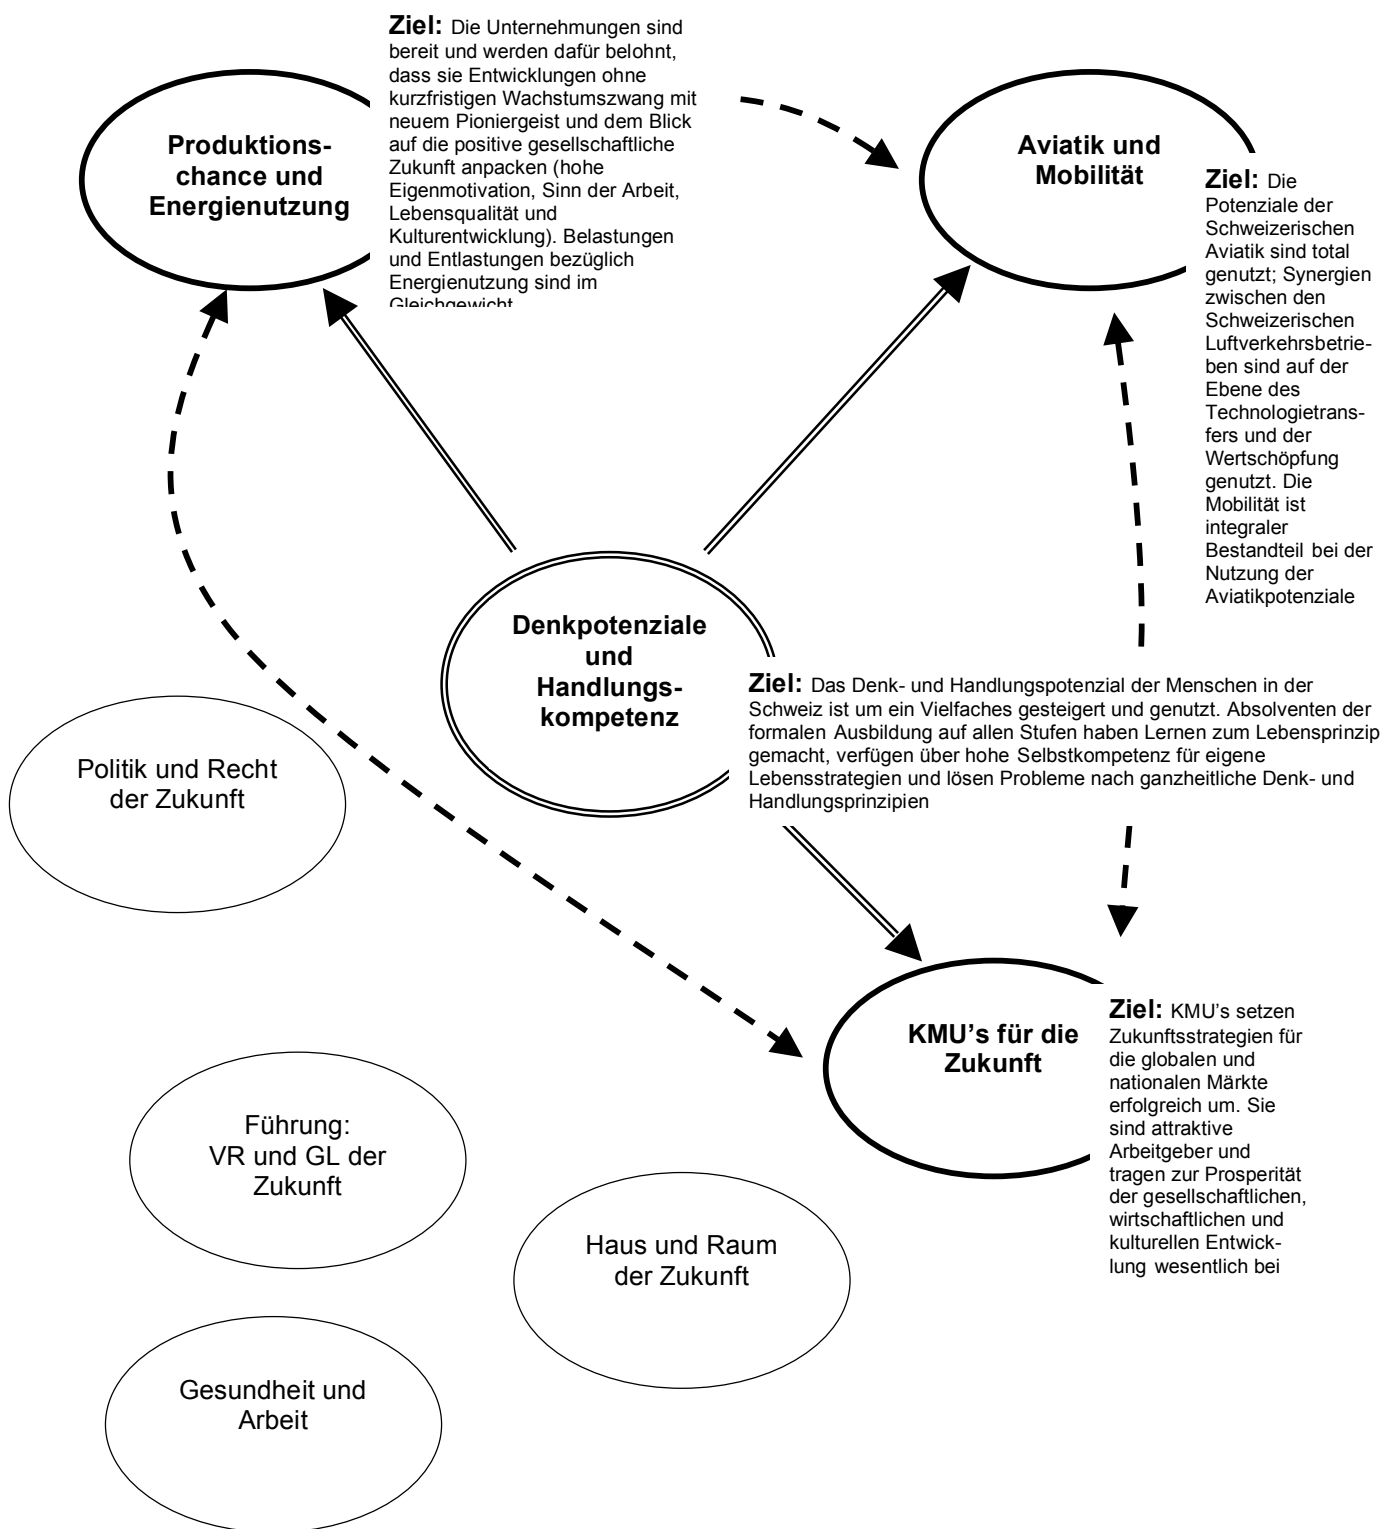 Ziel: Die Unternehmungen sind
bereit und werden dafür belohnt,
dass sie Entwicklungen ohne
kurzfristigen Wachstumszwang mit
neuem Pioniergeist und dem Blick
auf die positive gesellschaftliche
Zukunft anpacken (hohe
Eigenmotivation, Sinn der Arbeit,
Lebensqualität und
Kulturentwicklung). Belastungen
und Entlastungen bezüglich
Energienutzung sind im
Gleichgewicht
Produktions-
chance und
Energienutzung
Aviatik und
Mobilität
Ziel: Die
Potenziale der
Schweizerischen
Aviatik sind total
genutzt; Synergien
zwischen den
Schweizerischen
Luftverkehrsbetrie-
ben sind auf der
Ebene des
Technologietrans-
fers und der
Wertschöpfung
genutzt. Die
Mobilität ist
integraler
Bestandteil bei der
Nutzung der
Aviatikpotenziale
Denkpotenziale
und
Handlungs-
kompetenz
Ziel: Das Denk- und Handlungspotenzial der Menschen in der
Schweiz ist um ein Vielfaches gesteigert und genutzt. Absolventen der
formalen Ausbildung auf allen Stufen haben Lernen zum Lebensprinzip
gemacht, verfügen über hohe Selbstkompetenz für eigene
Lebensstrategien und lösen Probleme nach ganzheitliche Denk- und
Handlungsprinzipien
Politik und Recht
der Zukunft
KMU's für die
Zukunft
Ziel: KMU's setzen
Zukunftsstrategien für
die globalen und
nationalen Märkte
erfolgreich um. Sie
sind attraktive
Arbeitgeber und
tragen zur Prosperität
der gesellschaftlichen,
wirtschaftlichen und
kulturellen Entwick-
lung wesentlich bei
Führung:
VR und GL der
Zukunft
Haus und Raum
der Zukunft
Gesundheit und
Arbeit